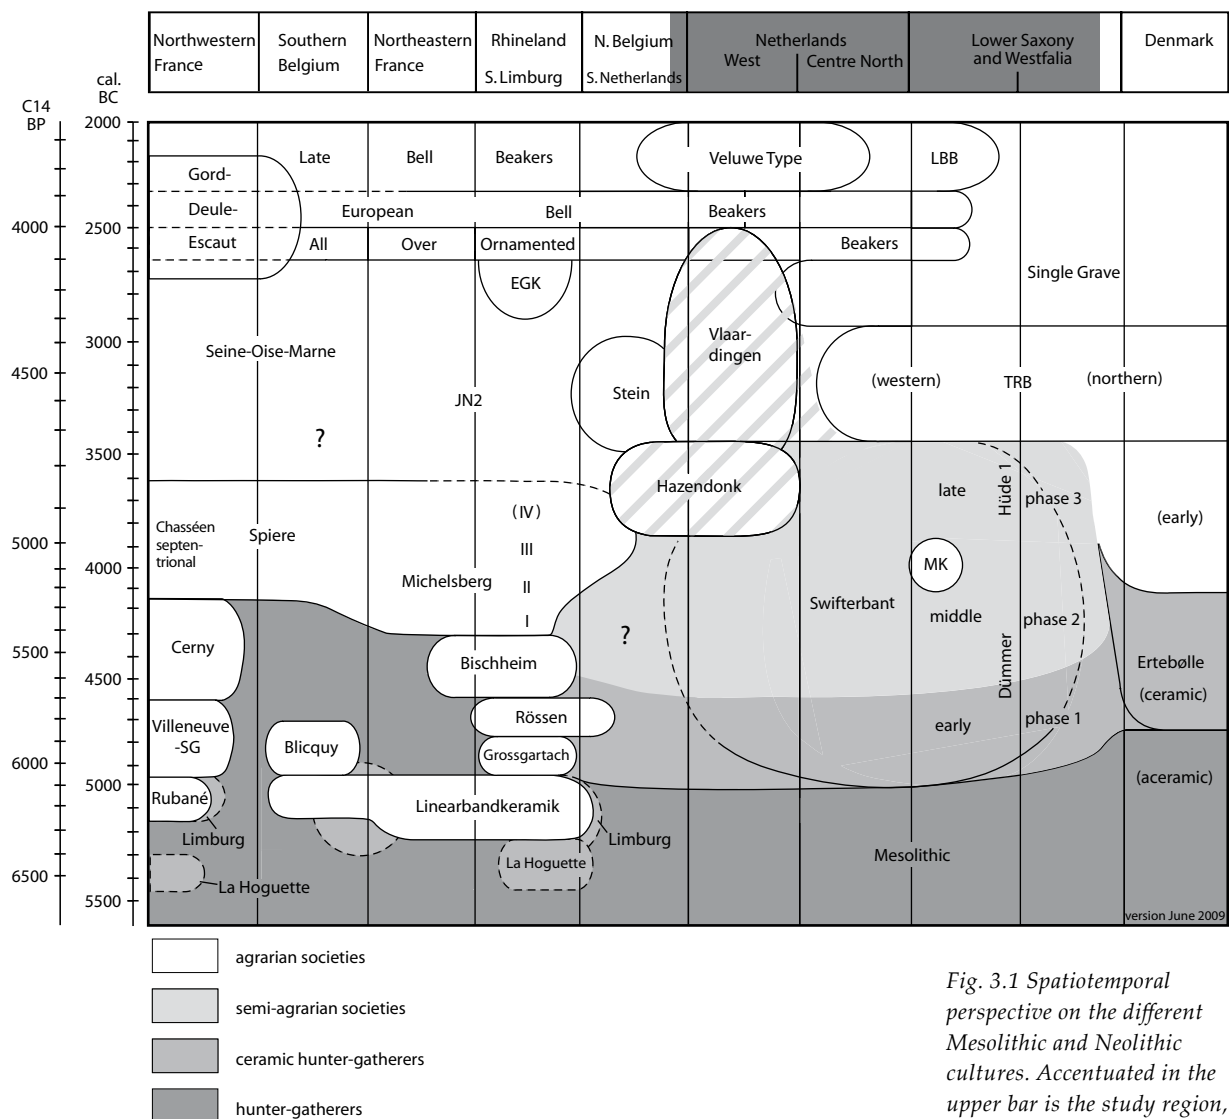 Northwestern France
Southern Belgium
Northeastern France
Rhineland
S. Limburg
N. Belgium
S. Netherlands
Netherlands
West
Centre North
Lower Saxony and Westfalia
Denmark
C14 BP
cal. BC
2000
2500
3000
3500
4000
4500
5000
5500
4000
4500
5000
5500
6000
6500
Late
Bell
Beakers
Veluwe Type
LBB
Gord-
Deule-
Escaut
European
Bell
Beakers
All
Over
Ornamented
Beakers
EGK
Single Grave
Seine-Oise-Marne
Vlaar-
dingen
Stein
(western)
TRB
(northern)
JN2
?
Hazendonk
late
Hüde 1
phase 3
Chasséen
septen-
trional
Spiere
(IV)
III
II
I
Michelsberg
(early)
MK
Swifterbant
middle
phase 2
Dümmer
?
Cerny
Bischheim
Ertebølle
(ceramic)
Villeneuve
-SG
Blicquy
Rössen
Grossgartach
early
phase 1
Rubané
Linearbandkeramik
(aceramic)
Limburg
Limburg
La Hoguette
La Hoguette
Mesolithic
version June 2009
agrarian societies
semi-agrarian societies
ceramic hunter-gatherers
hunter-gatherers
Fig. 3.1 Spatiotemporal
perspective on the different
Mesolithic and Neolithic
cultures. Accentuated in the
upper bar is the study region,